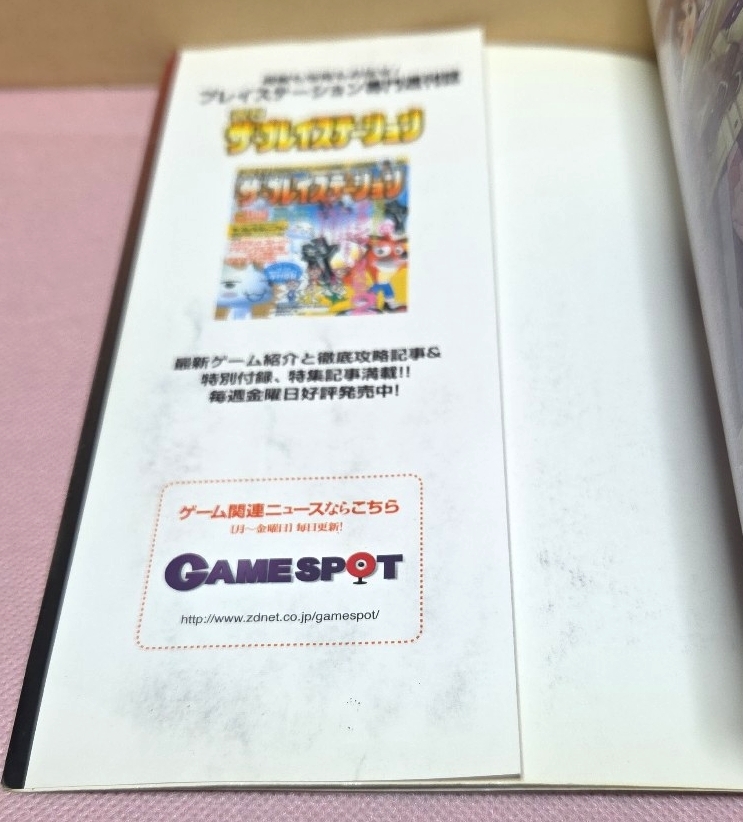 プレイステーション専門週刊誌
ザ・プレイステーション
ザ・プレイステーション
最新ゲーム紹介と徹底攻略記事&
特別付録、特集記事満載!!
毎週金曜日好評発売中!
ゲーム関連ニュースならこちら
[月〜金曜日] 毎日更新!
GAMESPOT
http://www.zdnet.co.jp/gamespot/